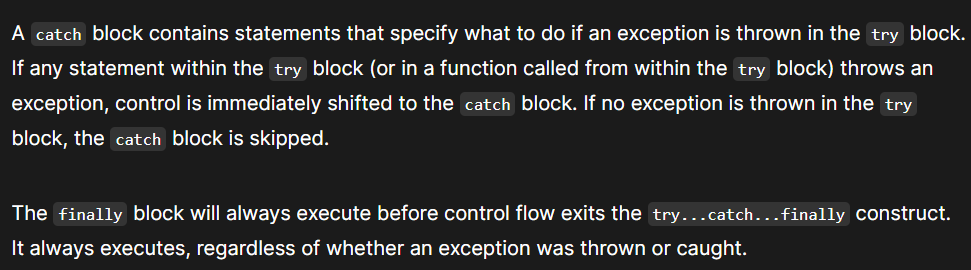 A catch block contains statements that specify what to do if an exception is thrown in the try block.
If any statement within the try block (or in a function called from within the try block) throws an
exception, control is immediately shifted to the catch block. If no exception is thrown in the try
block, the catch block is skipped.
The finally block will always execute before control flow exits the try...catch...finally construct.
It always executes, regardless of whether an exception was thrown or caught.